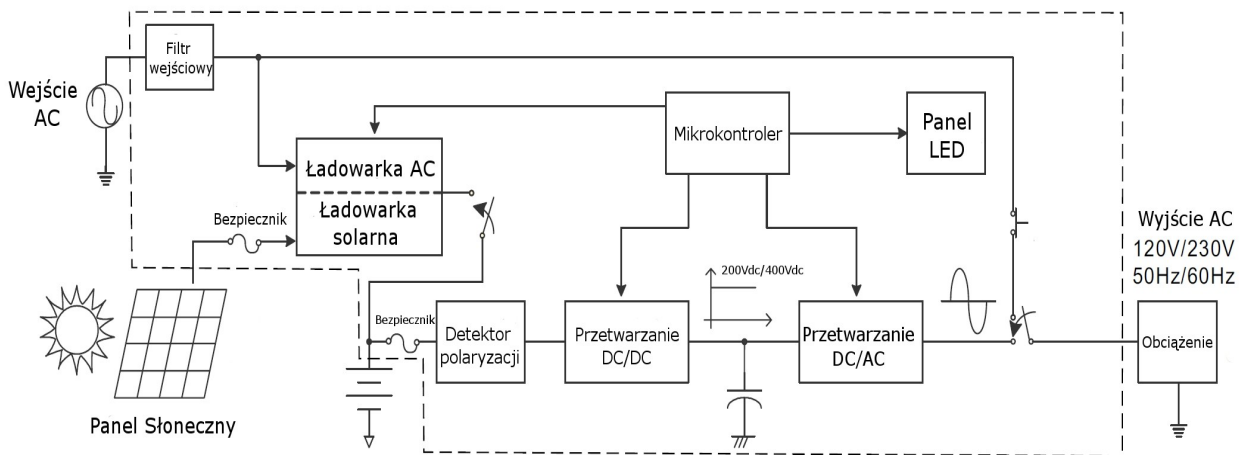 Filtr
wejściowy
Wejście
AC
Mikrokontroler
Panel
LED
Ładowarka AC
Ładowarka
solarna
Bezpiecznik
Wyjście AC
120V/230V
50Hz/60Hz
200Vdc/400Vdc
Bezpiecznik
Detektor
polaryzacji
Przetwarzanie
DC/DC
Przetwarzanie
DC/AC
Obciążenie
Panel Słoneczny